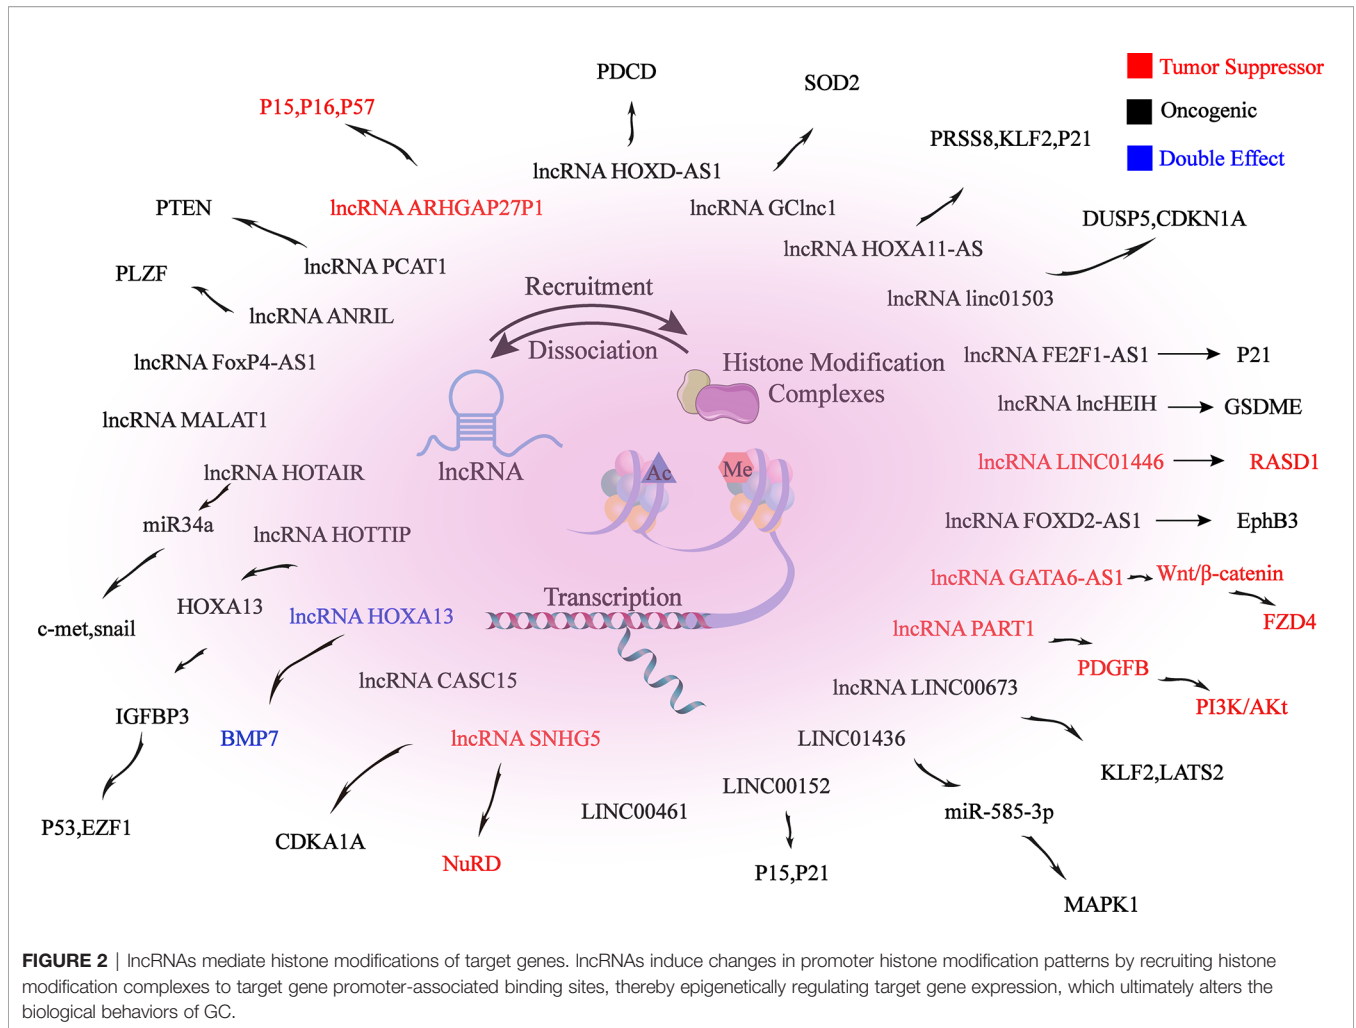 PDCD
SOD2
Tumor Suppressor
P15,P16,P57
Oncogenic
PRSS8,KLF2,P21
Double Effect
lncRNA HOXD-AS1
PTEN
lncRNA ARHGAP27P1
lncRNA GClnc1
DUSP5,CDKN1A
lncRNA HOXA11-AS
PLZF
lncRNA PCAT1
Recruitment
lncRNA linc01503
lncRNA ANRIL
Dissociation
lncRNA FoxP4-AS1
Histone Modification
Complexes
lncRNA FE2F1-AS1
P21
lncRNA MALAT1
lncRNA lncHEIH
GSDME
lncRNA HOTAIR
lncRNA
Ac
Me
lncRNA LINC01446
RASD1
miR34a
lncRNA HOTTIP
lncRNA FOXD2-AS1
EphB3
HOXA13
lncRNA HOXA13
Transcription
lncRNA GATA6-AS1
Wnt/β-catenin
FZD4
c-met,snail
lncRNA PART1
PDGFB
lncRNA CASC15
lncRNA LINC00673
PI3K/AKt
IGFBP3
BMP7
lncRNA SNHG5
LINC01436
KLF2,LATS2
LINC00152
LINC00461
miR-585-3p
P53,EZF1
CDKA1A
NuRD
P15,P21
MAPK1
FIGURE 2 | lncRNAs mediate histone modifications of target genes. lncRNAs induce changes in promoter histone modification patterns by recruiting histone
modification complexes to target gene promoter-associated binding sites, thereby epigenetically regulating target gene expression, which ultimately alters the
biological behaviors of GC.